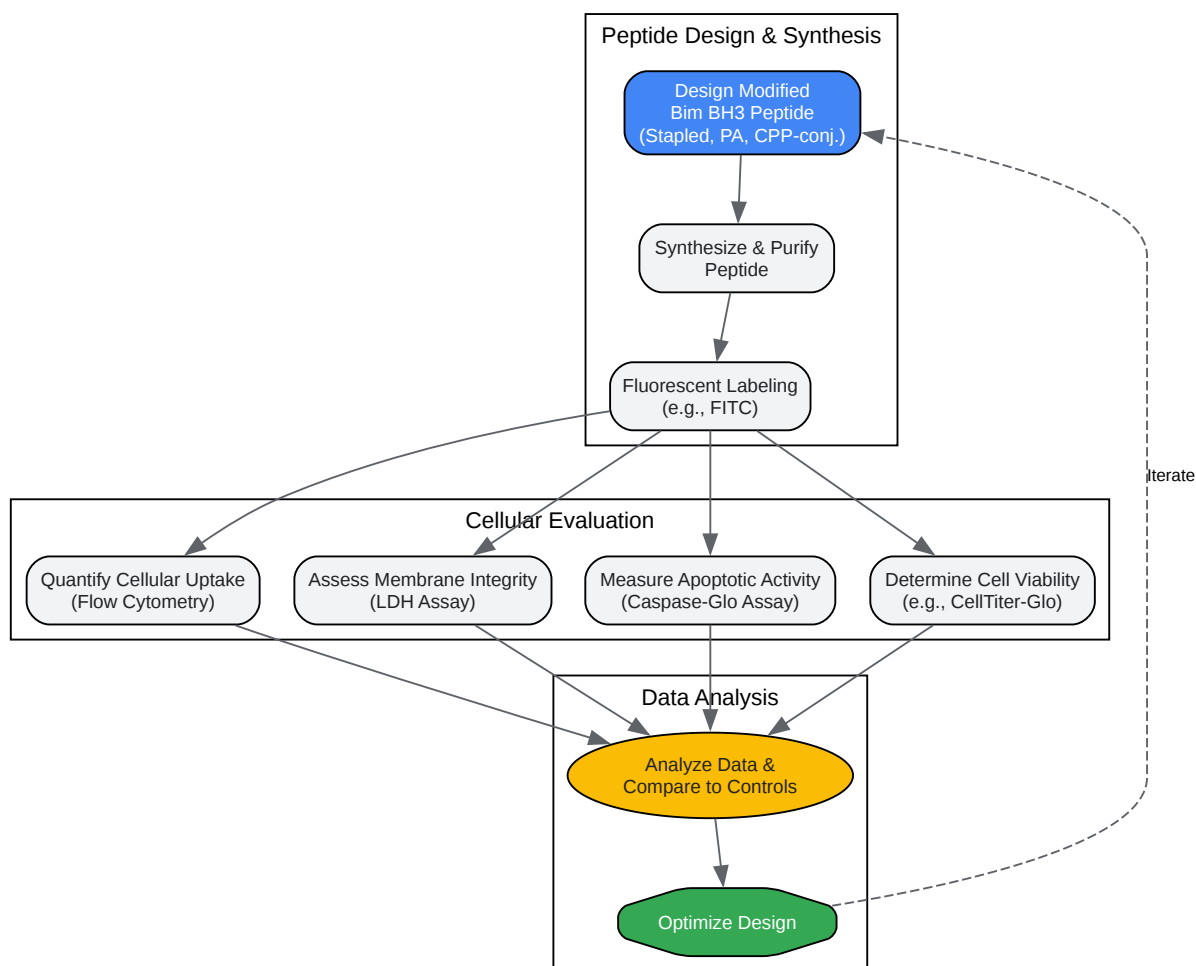 Peptide Design & Synthesis
Design Modified
Bim BH3 Peptide
(Stapled, PA, CPP-conj.)
Synthesize & Purify
Peptide
Fluorescent Labeling
(e.g., FITC)
Iterate
Cellular Evaluation
Quantify Cellular Uptake
(Flow Cytometry)
Assess Membrane Integrity
(LDH Assay)
Measure Apoptotic Activity
(Caspase-Glo Assay)
Determine Cell Viability
(e.g., CellTiter-Glo)
Data Analysis
Analyze Data &
Compare to Controls
Optimize Design